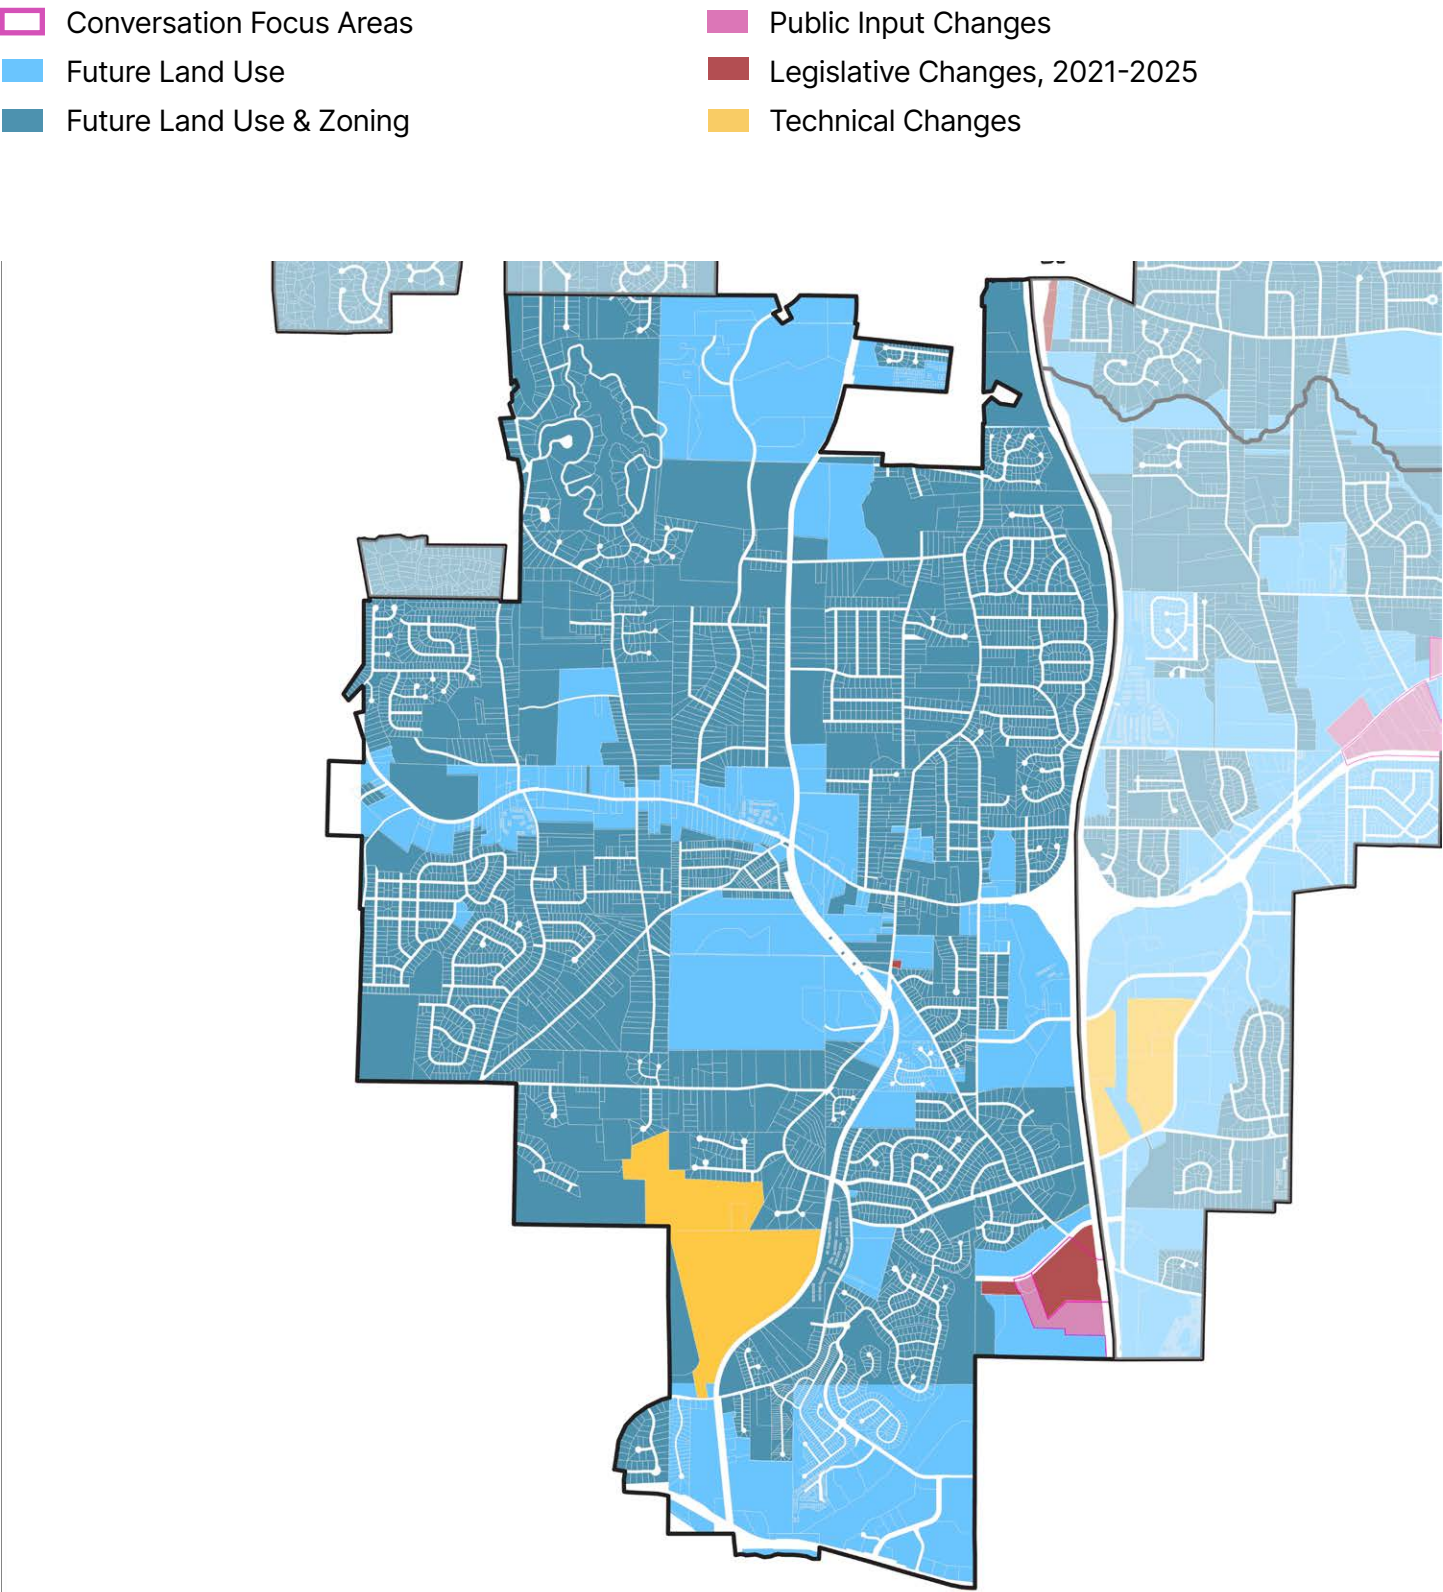 Conversation Focus Areas
Future Land Use
Future Land Use & Zoning
Public Input Changes
Legislative Changes, 2021-2025
Technical Changes